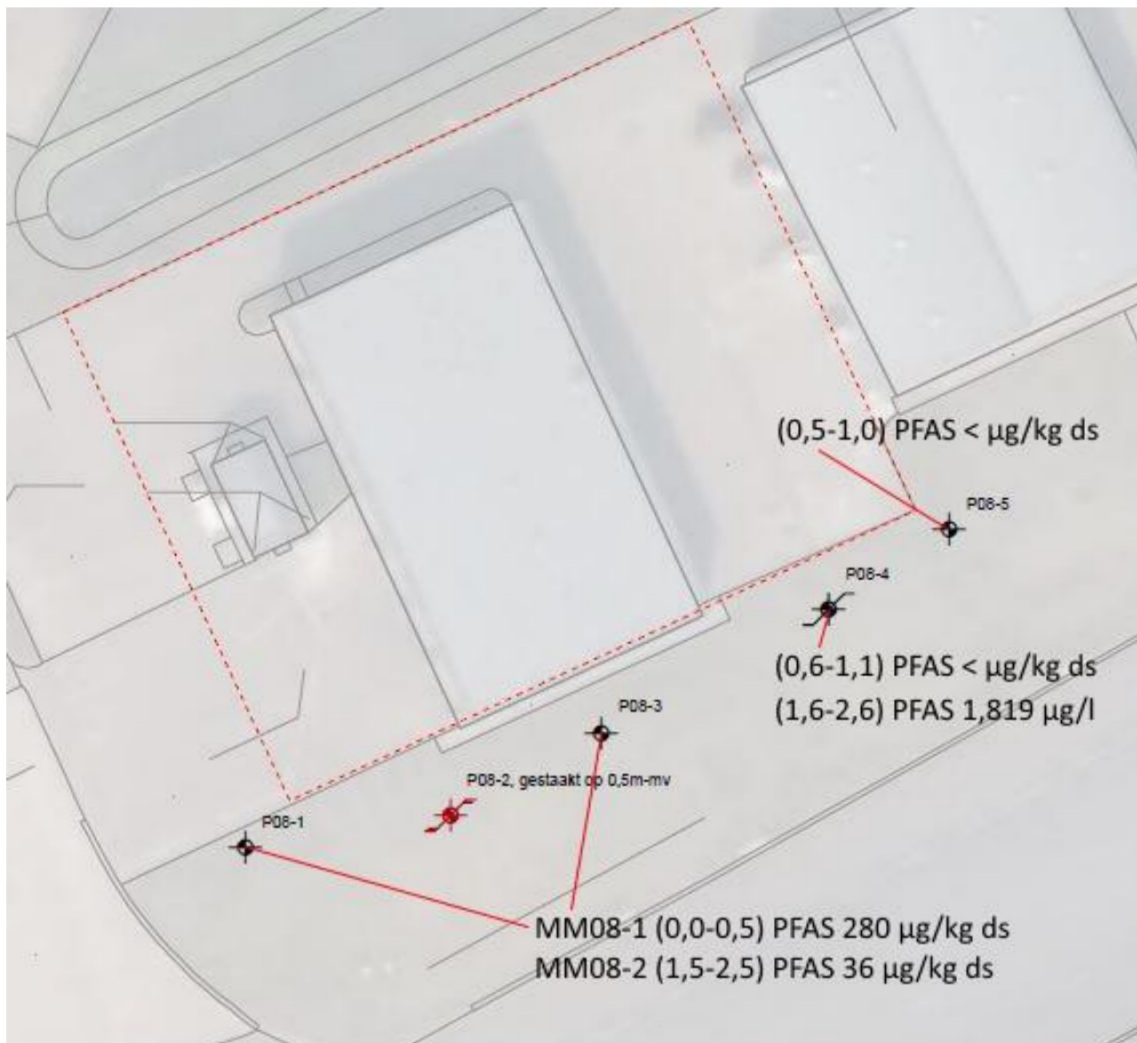 (0,5-1,0) PFAS < µg/kg ds
P08-5
P08-4
(0,6-1,1) PFAS < µg/kg ds
(1,6-2,6) PFAS 1,819 µg/l
P08-3
P08-2, gestaakt op 0,5m-mv
P08-1
MM08-1 (0,0-0,5) PFAS 280 µg/kg ds
MM08-2 (1,5-2,5) PFAS 36 µg/kg ds